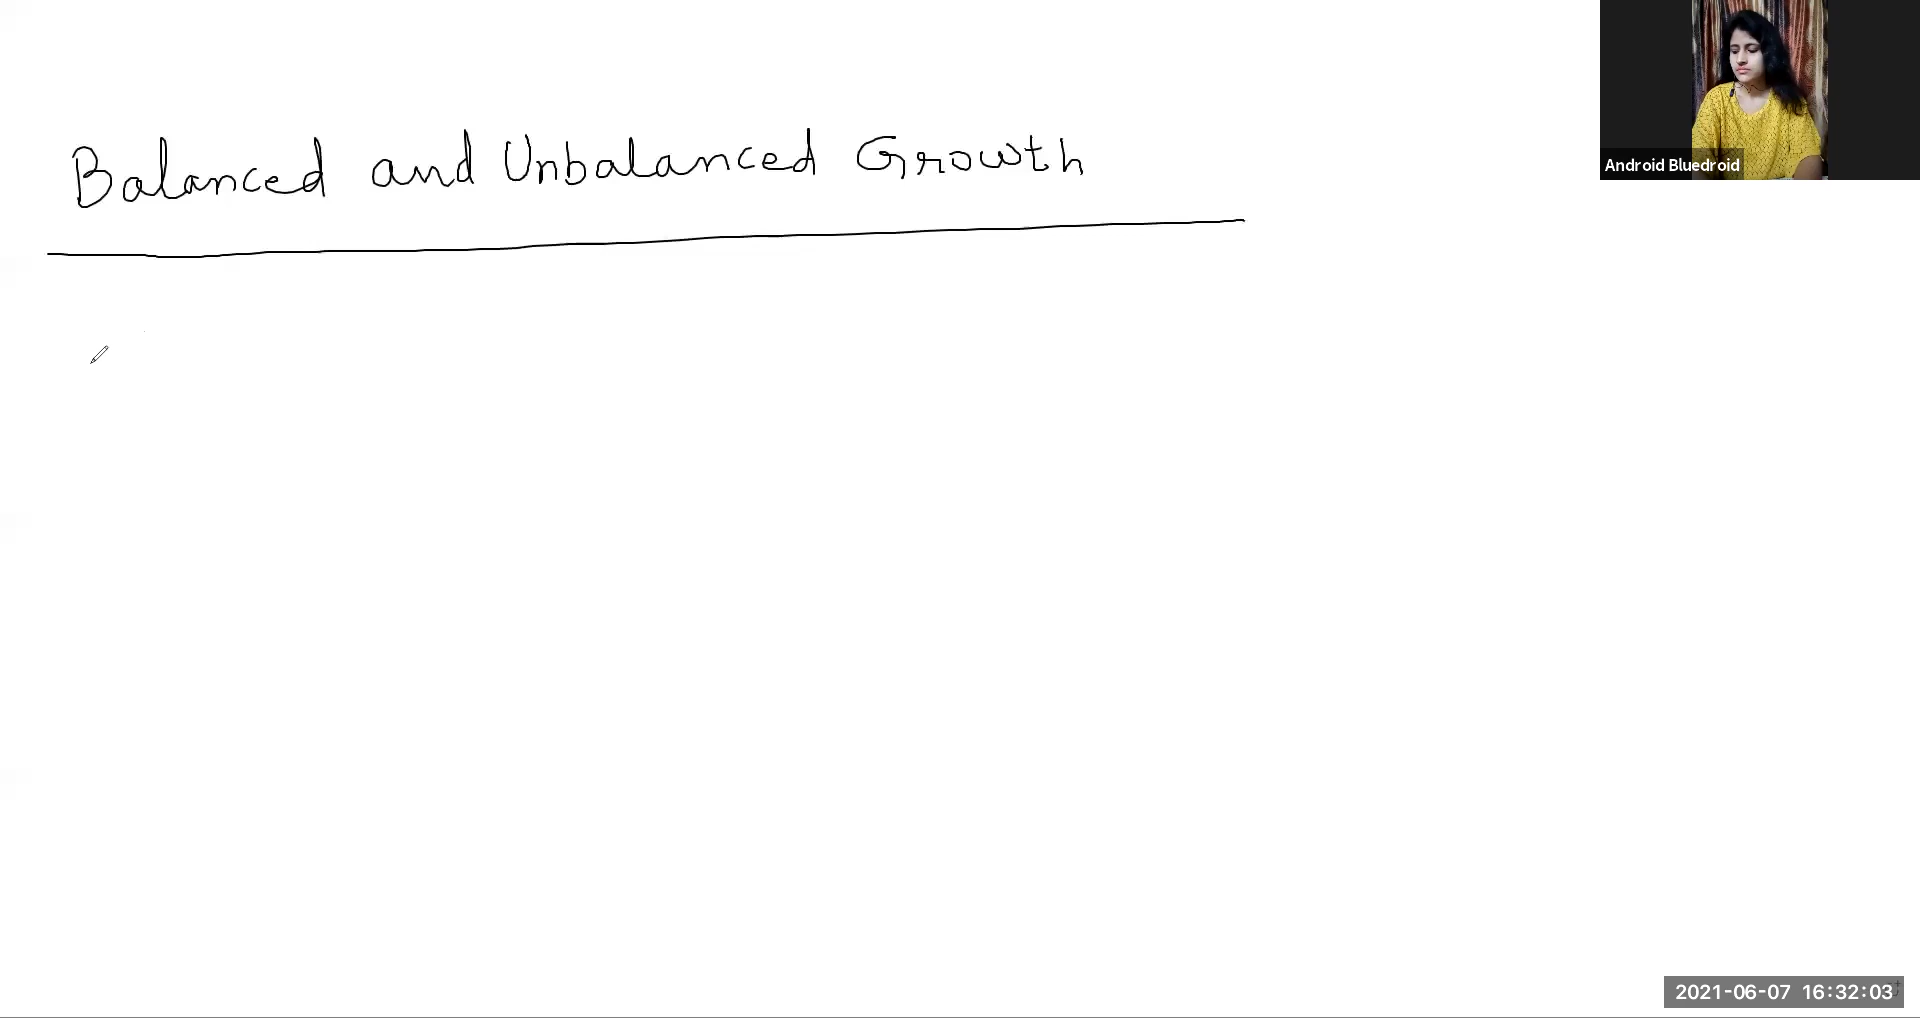 Balanced and Unbalanced Growth
Android Bluedroid
2021-06-07 16:32:03